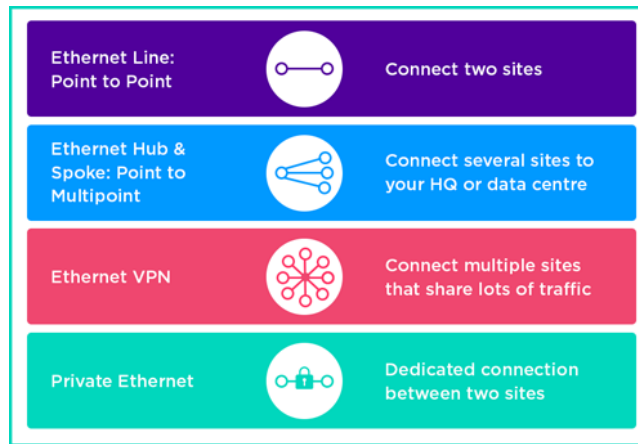 Ethernet Line:
Point to Point
Connect two sites
Ethernet Hub &
Spoke: Point to
Multipoint
Connect several sites to
your HQ or data centre
Ethernet VPN
Connect multiple sites
that share lots of traffic
Private Ethernet
Dedicated connection
between two sites